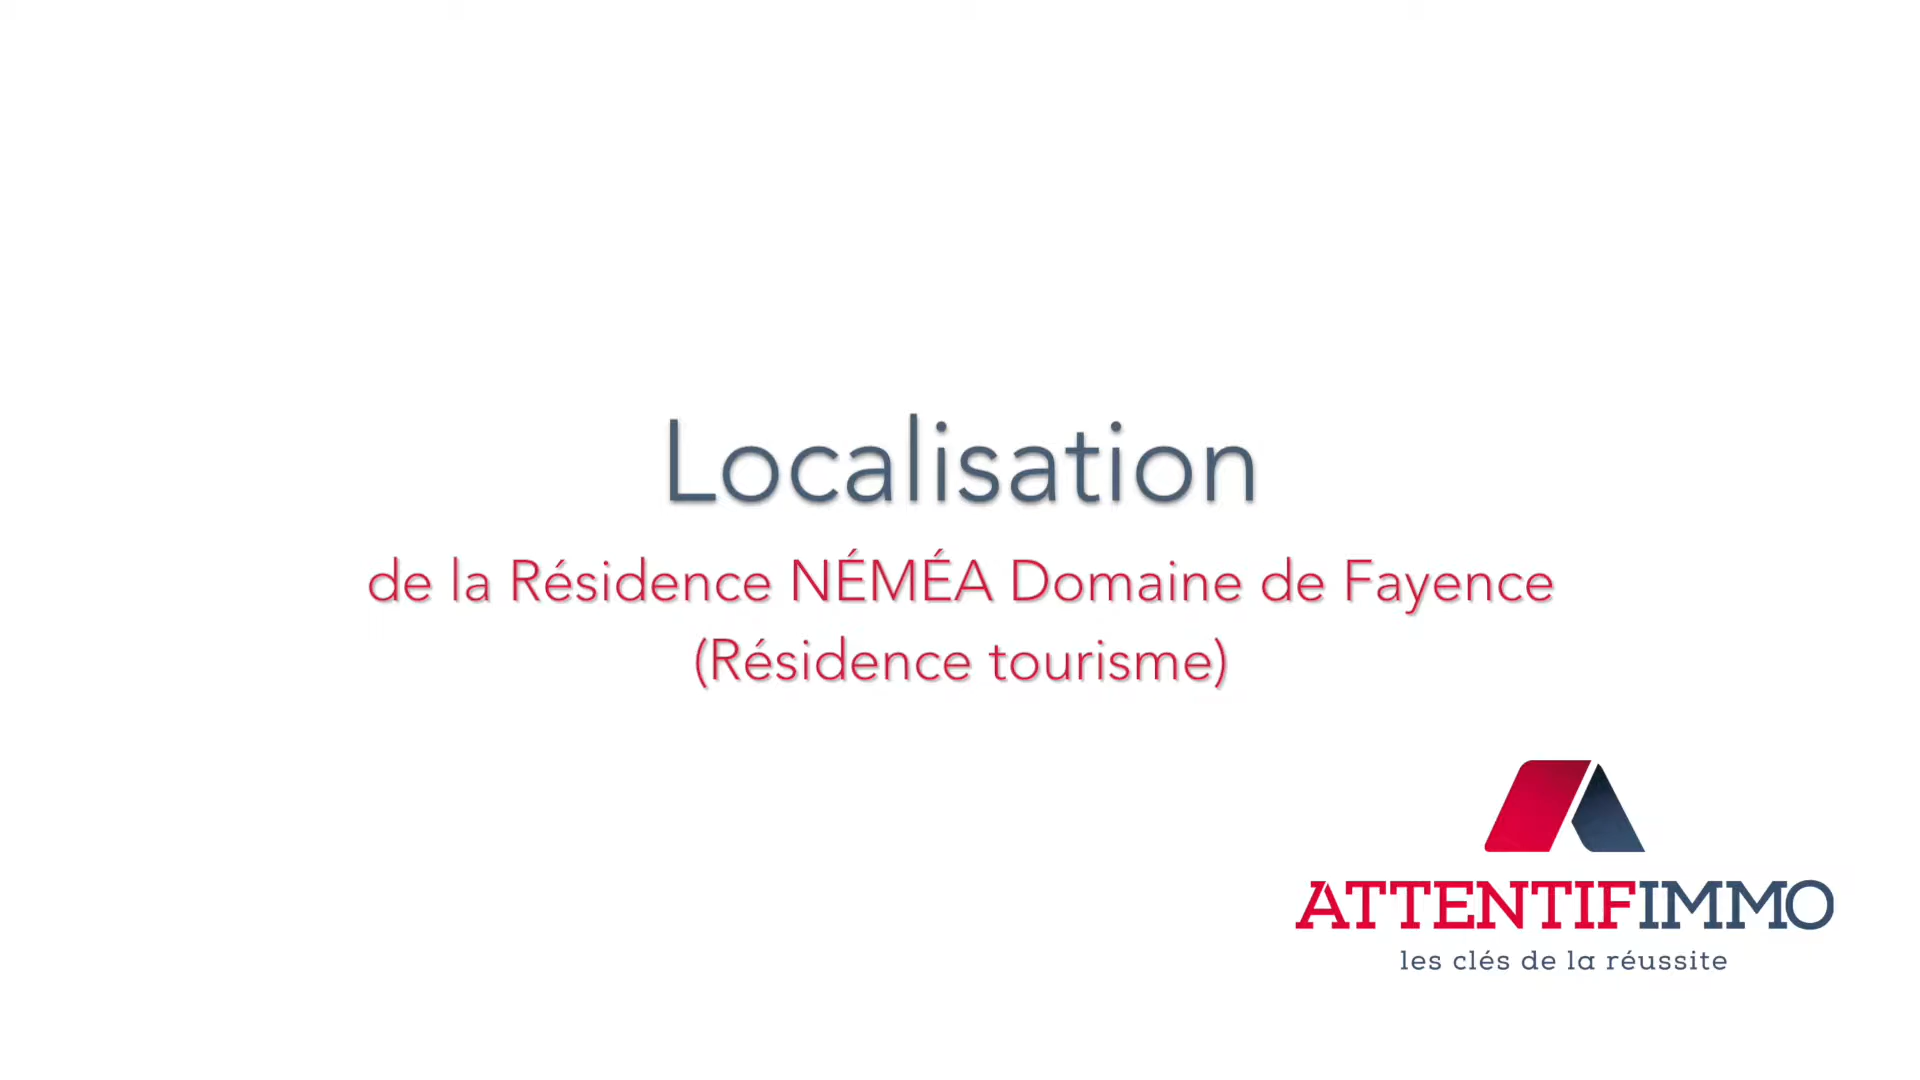 Localisation
de la Résidence NÉMÉA Domaine de Fayence
(Résidence tourisme)
ATTENTIFIMMO
les clés de la réussite